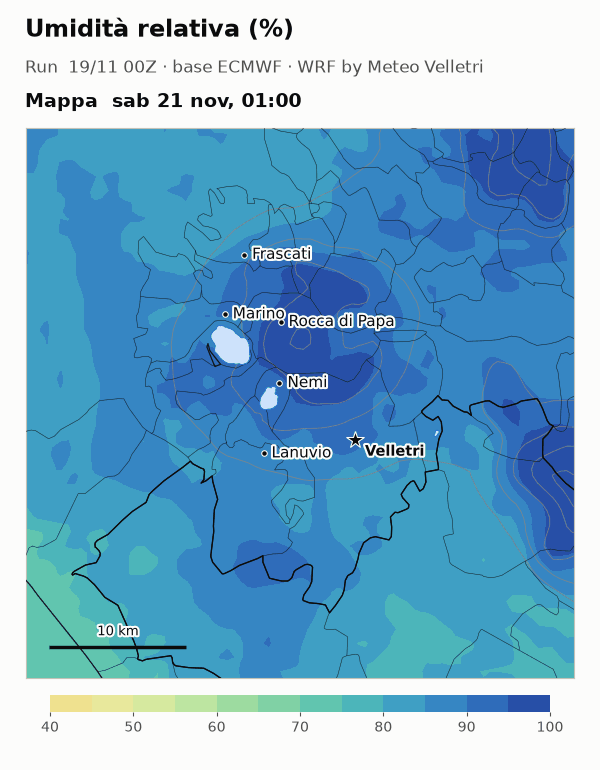 Umidità relativa (%)
Run  19/11 00Z · base ECMWF · WRF by Meteo Velletri
Mappa  sab 21 nov, 01:00
Frascati
Marino
Rocca di Papa
Nemi
Velletri
Lanuvio
10 km
40 50 60 70 80 90 100